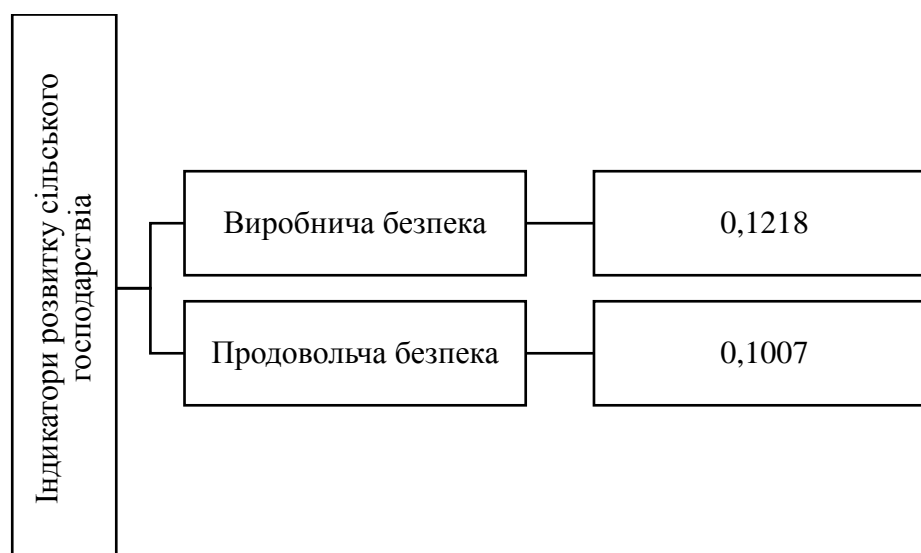 Індикатори розвитку сільського
господарствіа
Виробнича безпека
0,1218
Продовольча безпека
0,1007